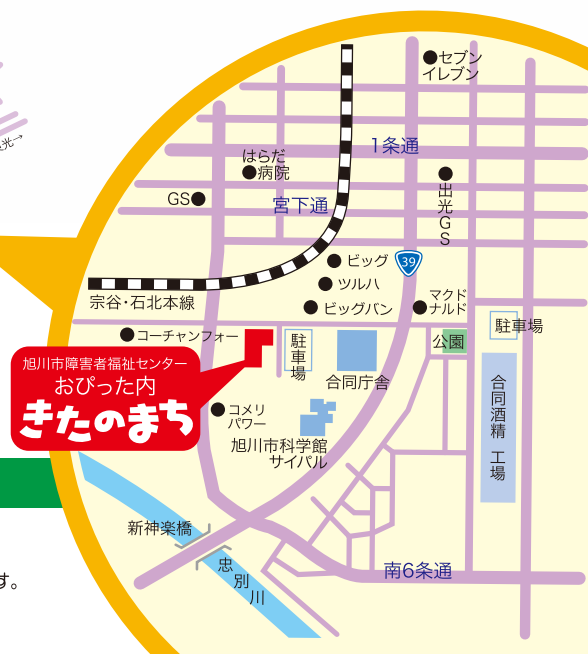 セブン
イレブン
光→
1条通
はらだ
病院
GS
宮下通
出光GS
39
ビッグ
ツルハ
宗谷・石北本線
ビッグバン
マクド
ナルド
駐車場
コーチャンフォー
駐車場
公園
旭川市障害者福祉センター
おぴった内
きたのまち
合同庁舎
合同酒精 工場
コメリ
パワー
旭川市科学館
サイパル
新神楽橋
忠別川
南6条通
す。